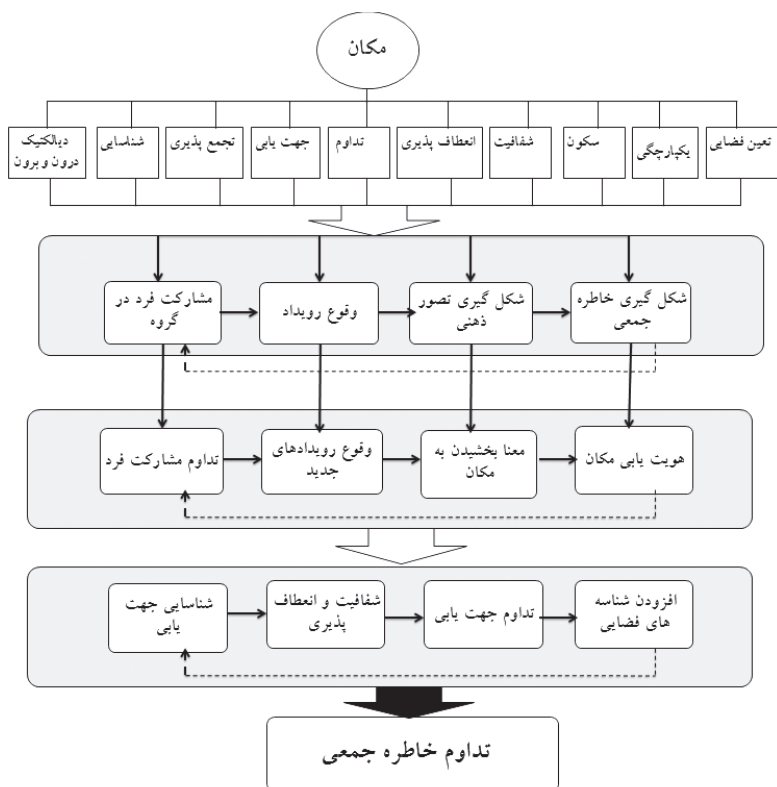 مکان
تعین فضایی
یکپارچگی
سکون
شفافیت
انعطاف پذیری
تداوم
جهت یابی
تجمع پذیری
شناسایی
دیالکتیک
درون و برون
شکل گیری خاطره
جمعی
شکل گیری تصور
ذهنی
وقوع رویداد
مشارکت فرد در
گروه
هویت یابی مکان
معنا بخشیدن به
مکان
وقوع رویدادهای
جدید
تداوم مشارکت فرد
افزودن شناسه
های فضایی
تداوم جهت یابی
شفافیت و انعطاف
پذیری
شناسایی جهت
یابی
تداوم خاطره جمعی